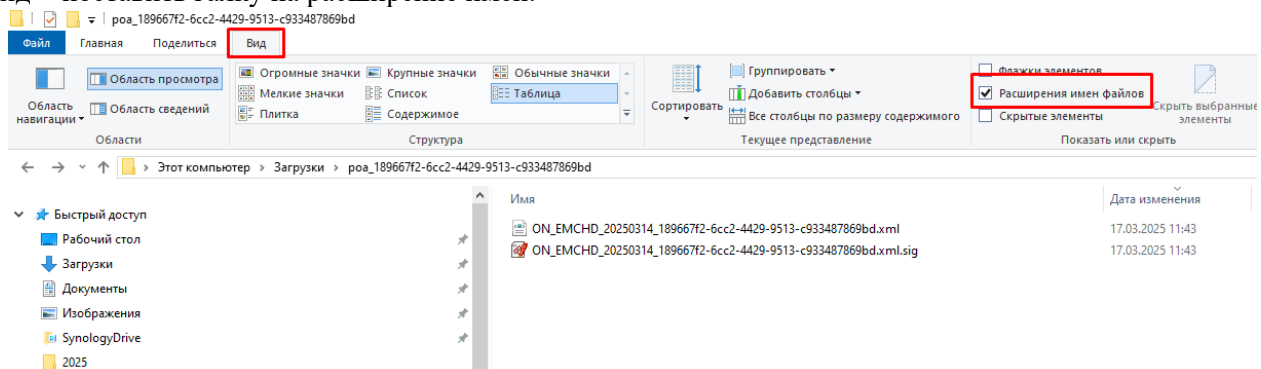 поставить галку на расширение имен.
poa_189667f2-6cc2-4429-9513-c933487869bd
Файл Главная Поделиться Вид
Область навигации
Область просмотра
Область сведений
Области
Огромные значки Крупные значки Обычные значки
Мелкие значки Список Таблица
Плитка Содержимое
Структура
Сортировать
Группировать
Добавить столбцы
Все столбцы по размеру содержимого
Текущее представление
Флажки элементов
Расширения имен файлов
Скрытые элементы
Скрыть выбранные
элементы
Показать или скрыть
Этот компьютер > Загрузки > poa_189667f2-6cc2-4429-9513-c933487869bd
Имя Дата изменения
Быстрый доступ
Рабочий стол
Загрузки
Документы
Изображения
SynologyDrive
2025
ON_EMCHD_20250314_189667f2-6cc2-4429-9513-c933487869bd.xml 17.03.2025 11:43
ON_EMCHD_20250314_189667f2-6cc2-4429-9513-c933487869bd.xml.sig 17.03.2025 11:43